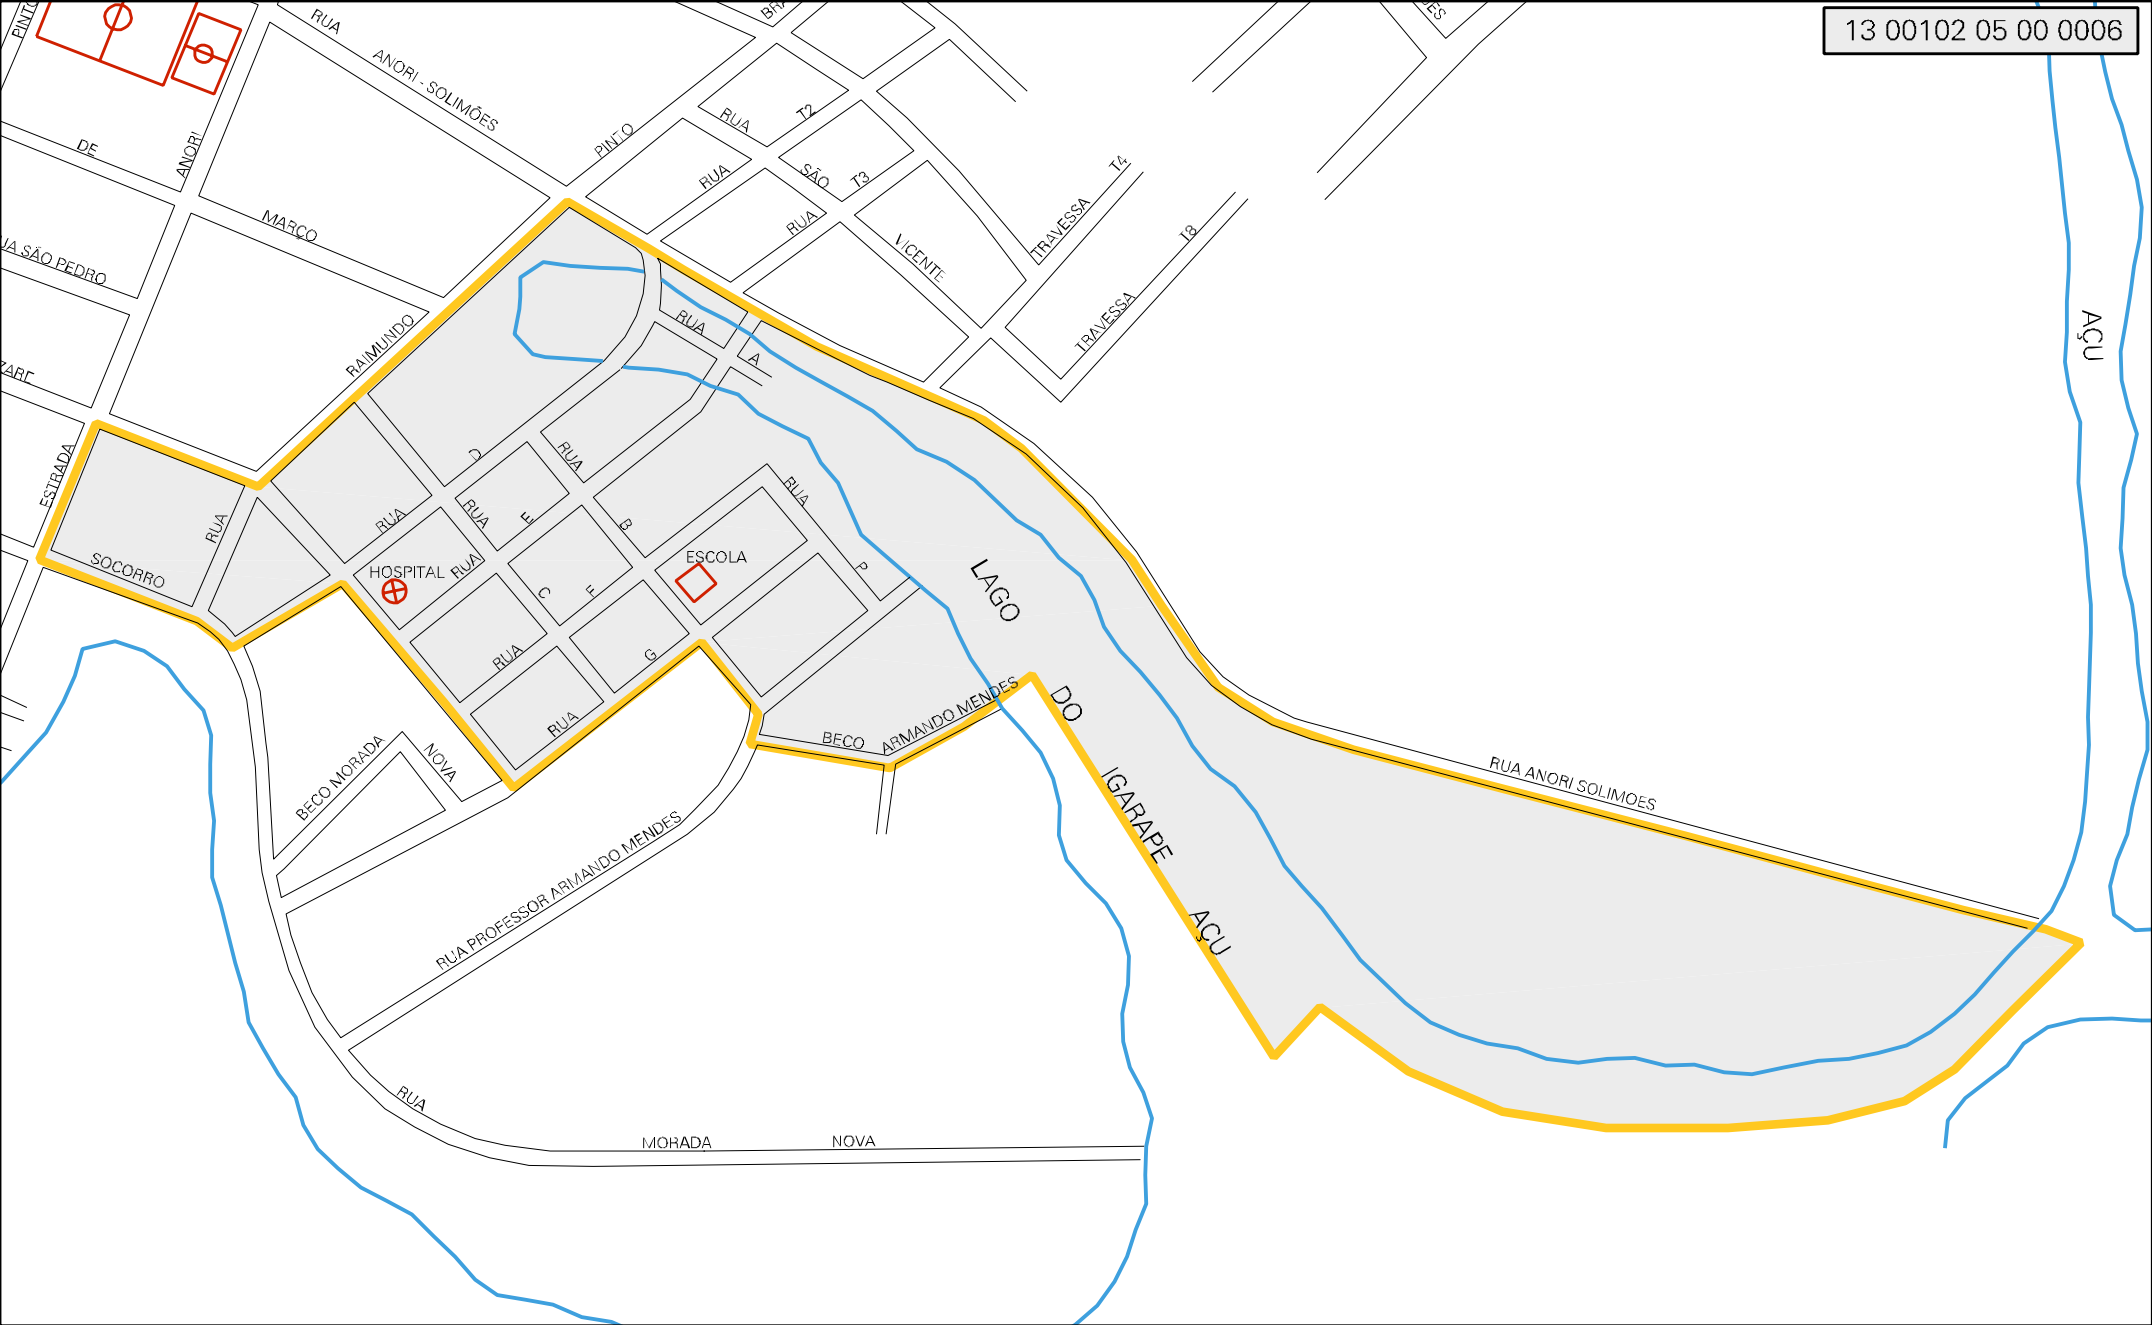 13 00102 05 00 0006
PINTO
RUA
ANORI - SOLIMÕES
DE
ANORI
MARÇO
PINTO
RUA
T2
RUA
SÃO
T3
RUA
VICENTE
TRAVESSA
T4
TRAVESSA
T8
AÇU
SÃO PEDRO
RAIMUNDO
RUA
A
ESTRADA
RUA
SOCORRO
RUA
RUA
E
RUA
B
RUA
P
HOSPITAL
RUA
ESCOLA
C
F
RUA
G
RUA
LAGO
DO
IGARAPE
AÇU
BECO
ARMANDO MENDES
BECO MORADA
NOVA
RUA ANORI SOLIMOES
RUA PROFESSOR ARMANDO MENDES
RUA
MORADA
NOVA